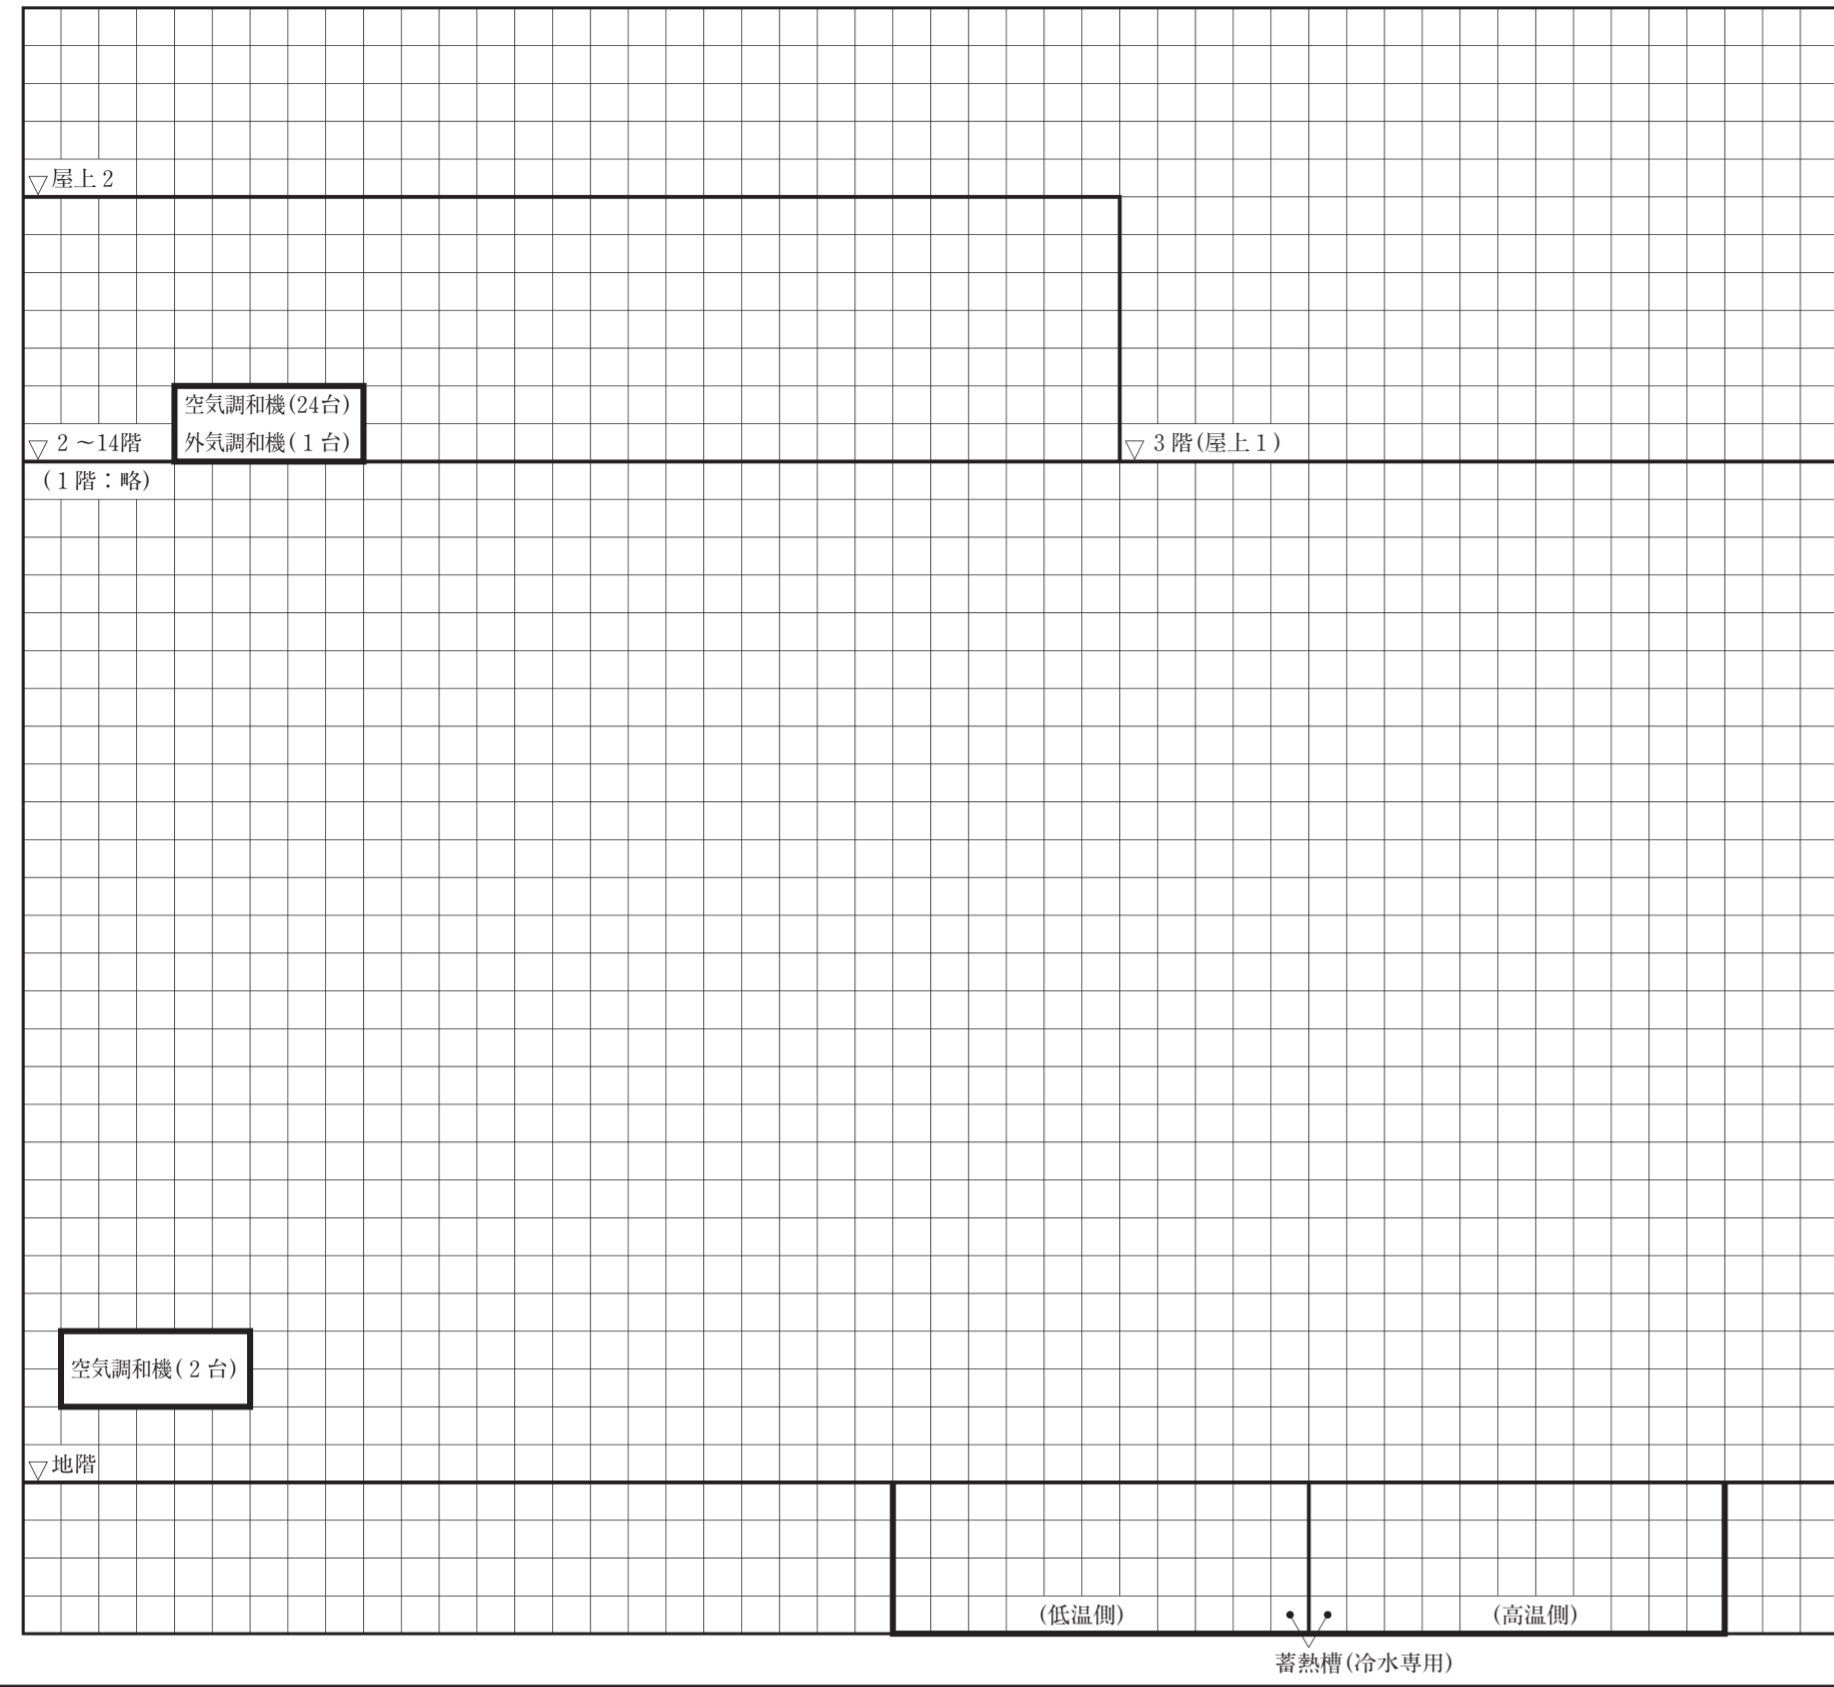 屋上2
空気調和機(24台)
外気調和機(1台)
2～14階
3階(屋上1)
(1階：略)
空気調和機(2台)
地階
(低温側)
(高温側)
蓄熱槽(冷水専用)